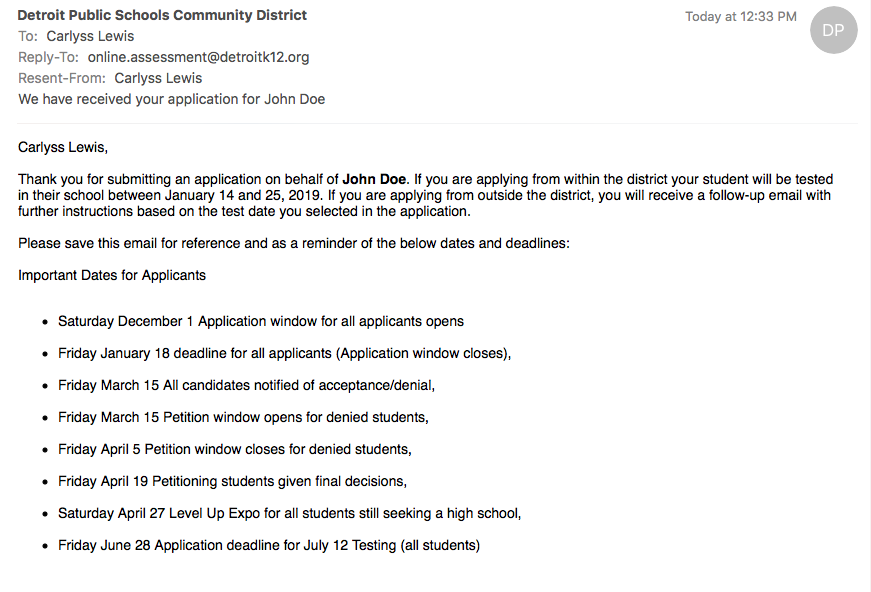 Detroit Public Schools Community District
Today at 12:33 PM
DP
To: Carlyss Lewis
Reply-To: online.assessment@detroitk12.org
Resent-From: Carlyss Lewis
We have received your application for John Doe
Carlyss Lewis,
Thank you for submitting an application on behalf of John Doe. If you are applying from within the district your student will be tested
in their school between January 14 and 25, 2019. If you are applying from outside the district, you will receive a follow-up email with
further instructions based on the test date you selected in the application.
Please save this email for reference and as a reminder of the below dates and deadlines:
Important Dates for Applicants
• Saturday December 1 Application window for all applicants opens
• Friday January 18 deadline for all applicants (Application window closes),
• Friday March 15 All candidates notified of acceptance/denial,
• Friday March 15 Petition window opens for denied students,
• Friday April 5 Petition window closes for denied students,
• Friday April 19 Petitioning students given final decisions,
• Saturday April 27 Level Up Expo for all students still seeking a high school,
• Friday June 28 Application deadline for July 12 Testing (all students)